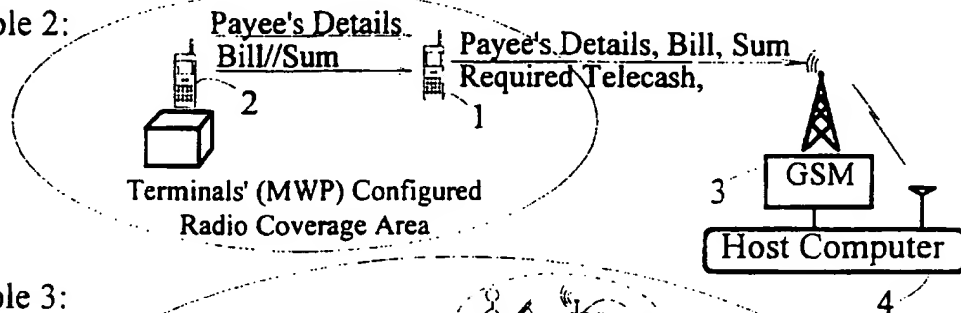 ple 2:
Payee's Details
Bill//Sum
2
1
Payee's Details, Bill, Sum
Required Telecash,
Terminals' (MWP) Configured
Radio Coverage Area
3
GSM
Host Computer
4
ple 3: